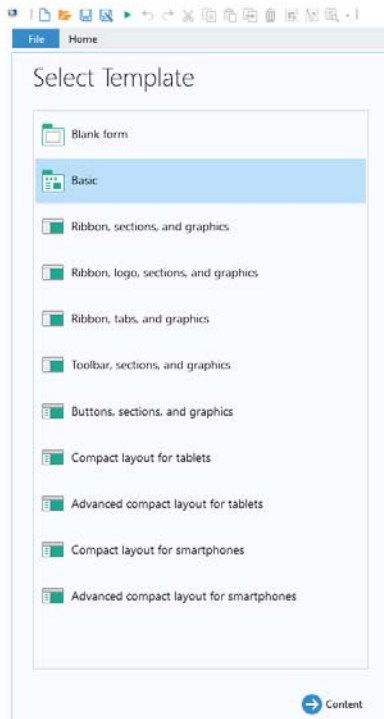 File Home
Select Template
Blank form
Basic
Ribbon, sections, and graphics
Ribbon, logo, sections, and graphics
Ribbon, tabs, and graphics
Toolbar, sections, and graphics
Buttons, sections, and graphics
Compact layout for tablets
Advanced compact layout for tablets
Compact layout for smartphones
Advanced compact layout for smartphones
Content